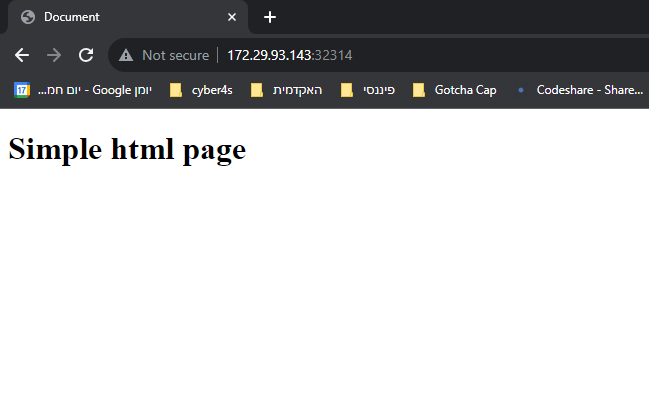 Document
Not secure 172.29.93.143:32314
יומן Google - יום חמ...
cyber4s
האקדמית
פיננסי
Gotcha Cap
Codeshare - Share...
Simple html page